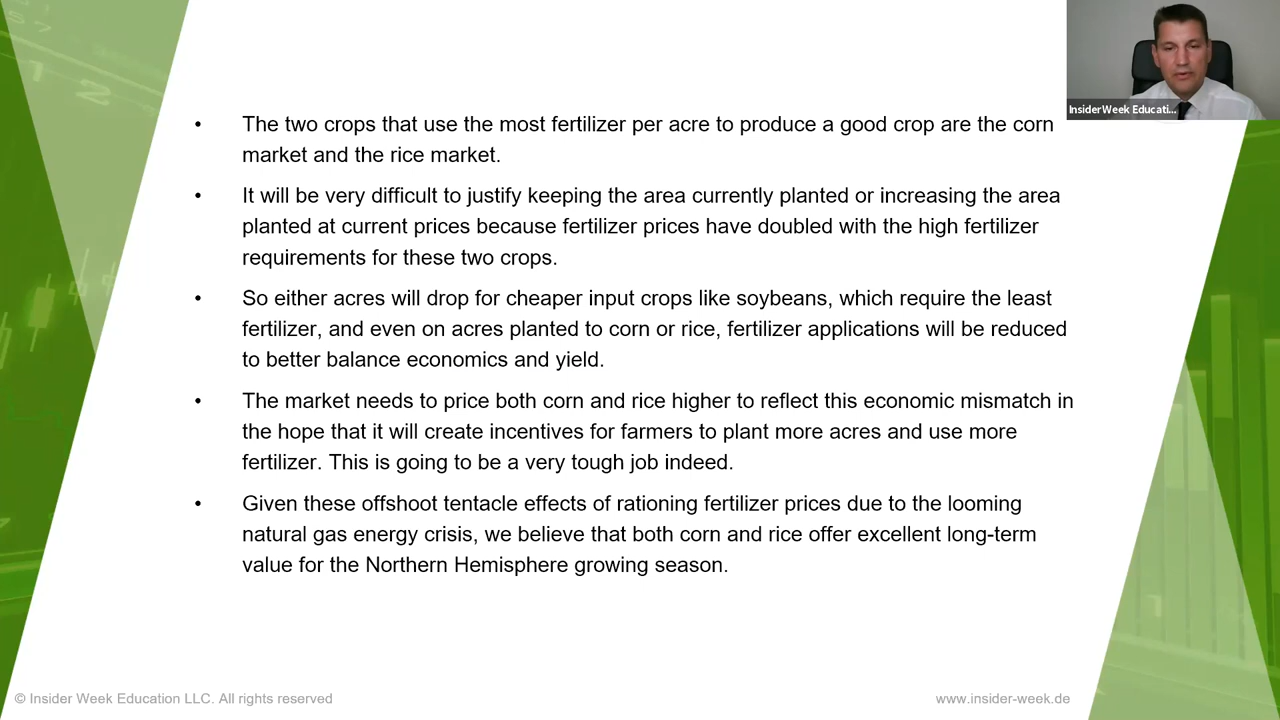 InsiderWeek Educati...
• The two crops that use the most fertilizer per acre to produce a good crop are the corn
market and the rice market.
• It will be very difficult to justify keeping the area currently planted or increasing the area
planted at current prices because fertilizer prices have doubled with the high fertilizer
requirements for these two crops.
• So either acres will drop for cheaper input crops like soybeans, which require the least
fertilizer, and even on acres planted to corn or rice, fertilizer applications will be reduced
to better balance economics and yield.
• The market needs to price both corn and rice higher to reflect this economic mismatch in
the hope that it will create incentives for farmers to plant more acres and use more
fertilizer. This is going to be a very tough job indeed.
• Given these offshoot tentacle effects of rationing fertilizer prices due to the looming
natural gas energy crisis, we believe that both corn and rice offer excellent long-term
value for the Northern Hemisphere growing season.
© Insider Week Education LLC. All rights reserved
www.insider-week.de